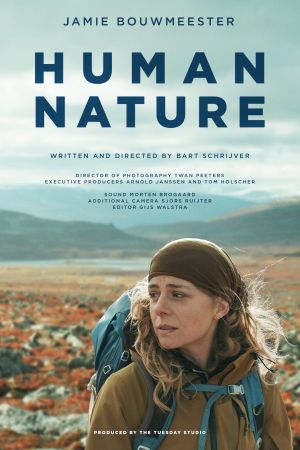 JAMIE BOUWMEESTER
HUMAN
NATURE
WRITTEN AND DIRECTED BY BART SCHRIJVER
DIRECTOR OF PHOTOGRAPHY TWAN PEETERS
EXECUTIVE PRODUCERS ARNOLD JANSSEN AND TOM HOLSCHER
SOUND MORTEN BROGAARD
ADDITIONAL CAMERA SJORS RUIJTER
EDITOR GIJS WALSTRA
PRODUCED BY THE TUESDAY STUDIO